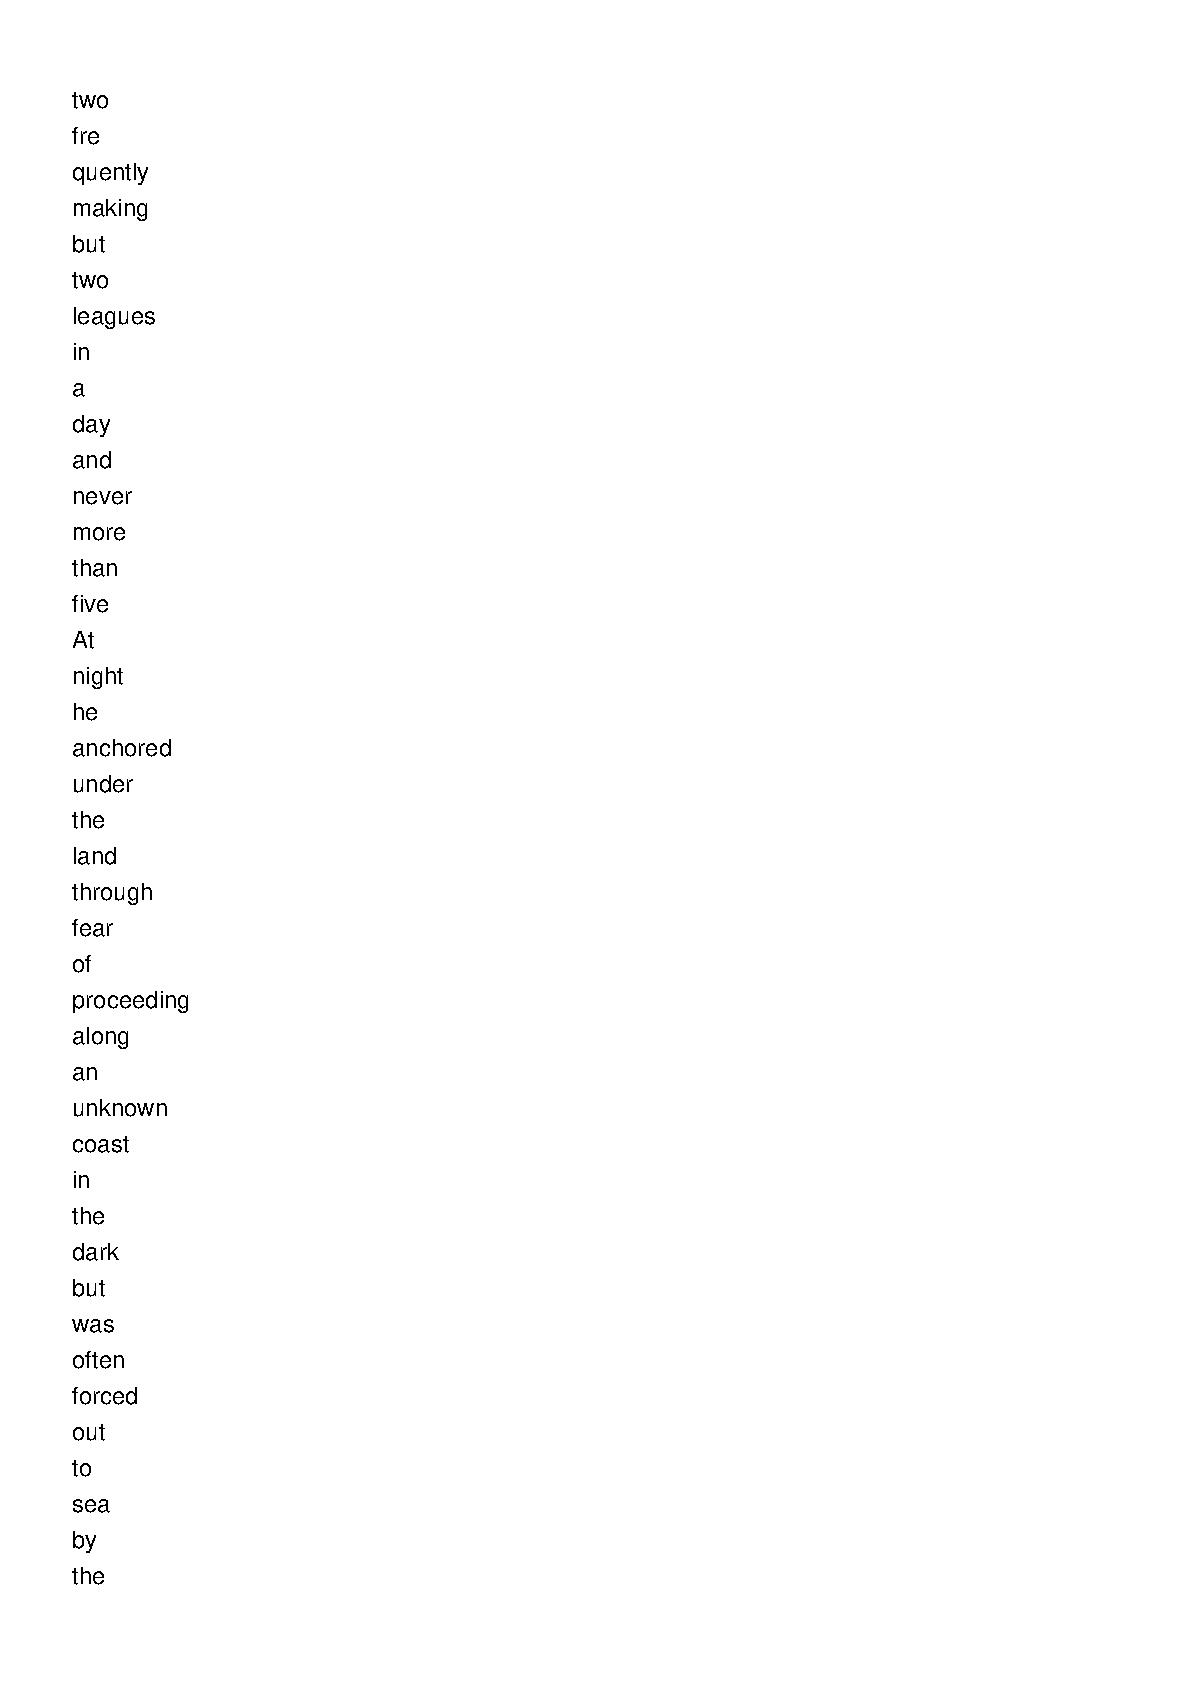 two
fre
quently
making
but
two
leagues
in
a
day
and
never
more
than
five
At
night
he
anchored
under
the
land
through
fear
of
proceeding
along
an
unknown
coast
in
the
dark
but
was
often
forced
out
to
sea
by
the